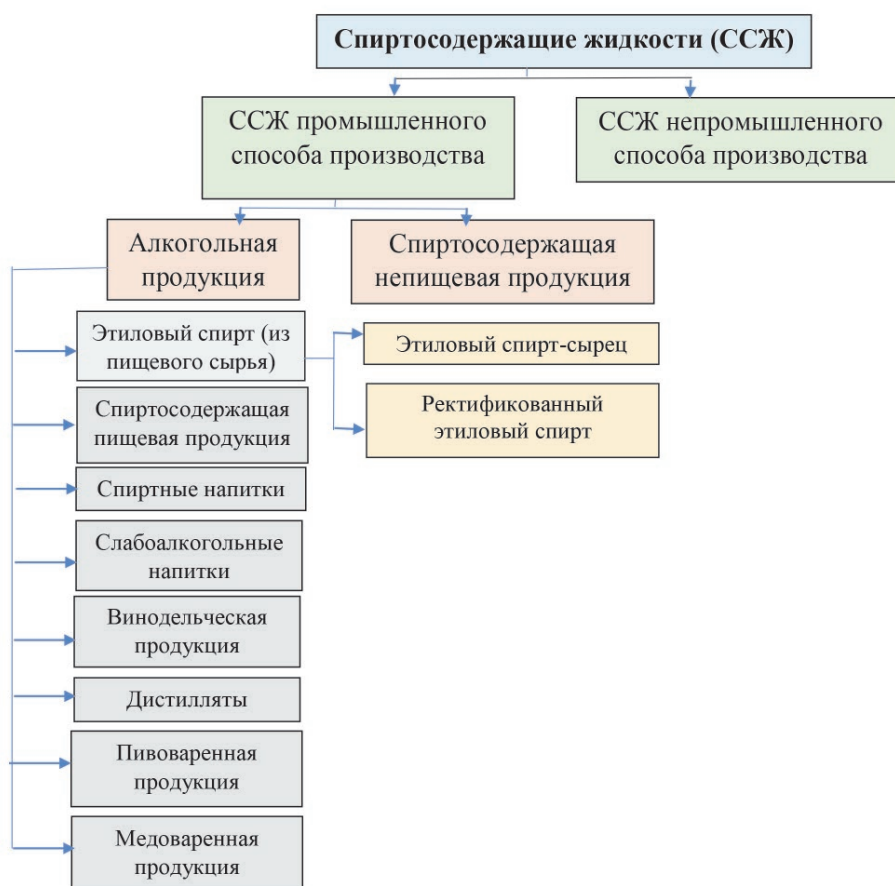 Спиртосодержащие жидкости (ССЖ)
ССЖ промышленного
способа производства
ССЖ непромышленного
способа производства
Алкогольная
продукция
Спиртосодержащая
непищевая продукция
Этиловый спирт (из
пищевого сырья)
Этиловый спирт-сырец
Ректификованный
этиловый спирт
Спиртосодержащая
пищевая продукция
Спиртные напитки
Слабоалкогольные
напитки
Винодельческая
продукция
Дистилляты
Пивоваренная
продукция
Медоваренная
продукция